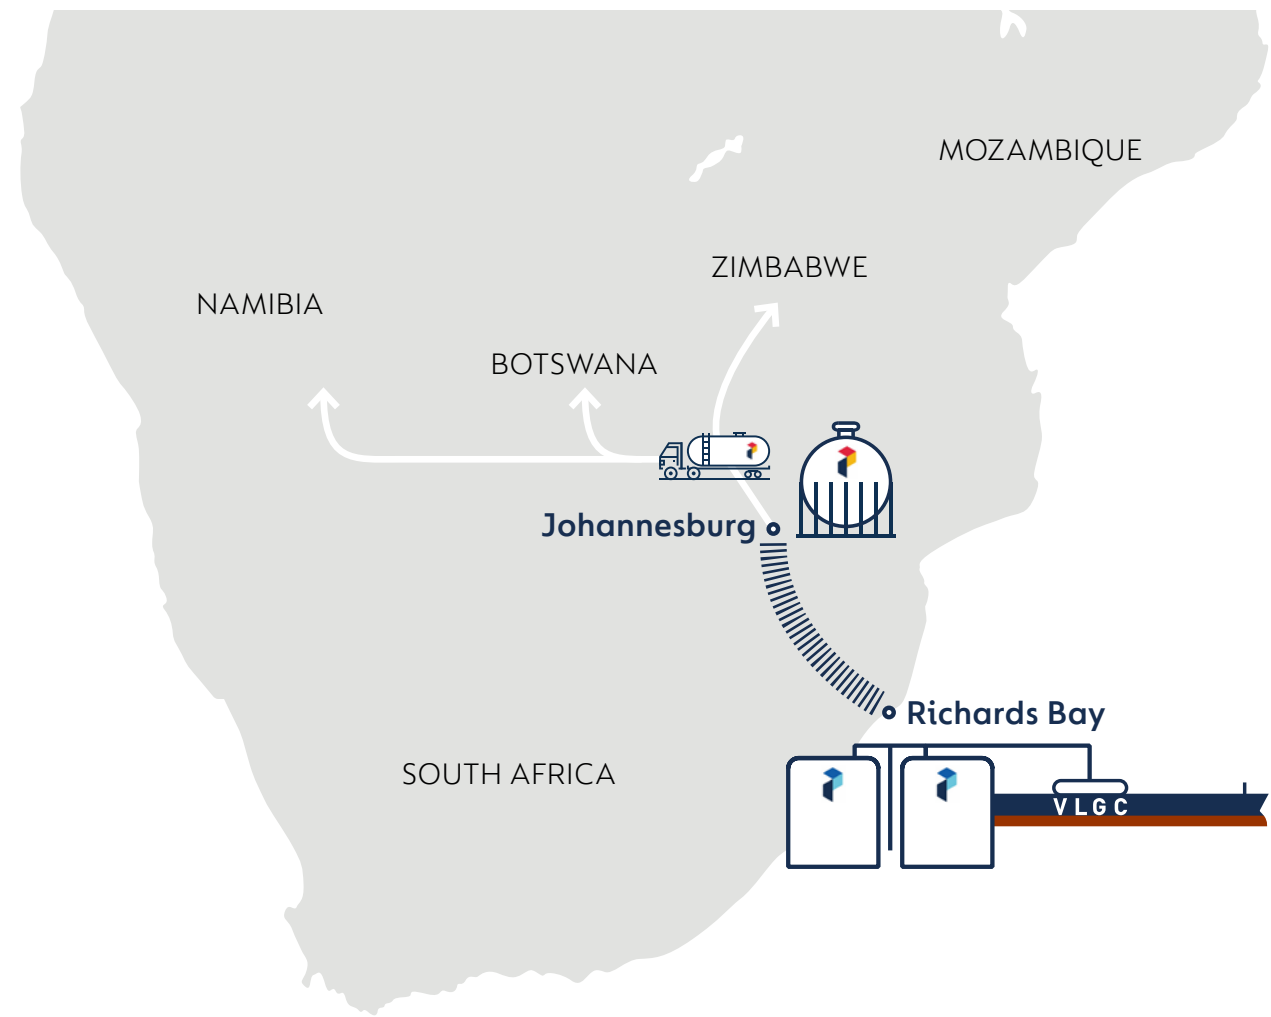 MOZAMBIQUE
ZIMBABWE
NAMIBIA
BOTSWANA
Johannesburg
Richards Bay
SOUTH AFRICA
VLGC